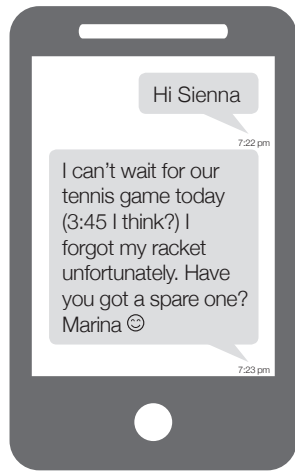 Hi Sienna
7:22 pm
I can’t wait for our
tennis game today
(3:45 I think?) I
forgot my racket
unfortunately. Have
you got a spare one?
Marina ☺
7:23 pm